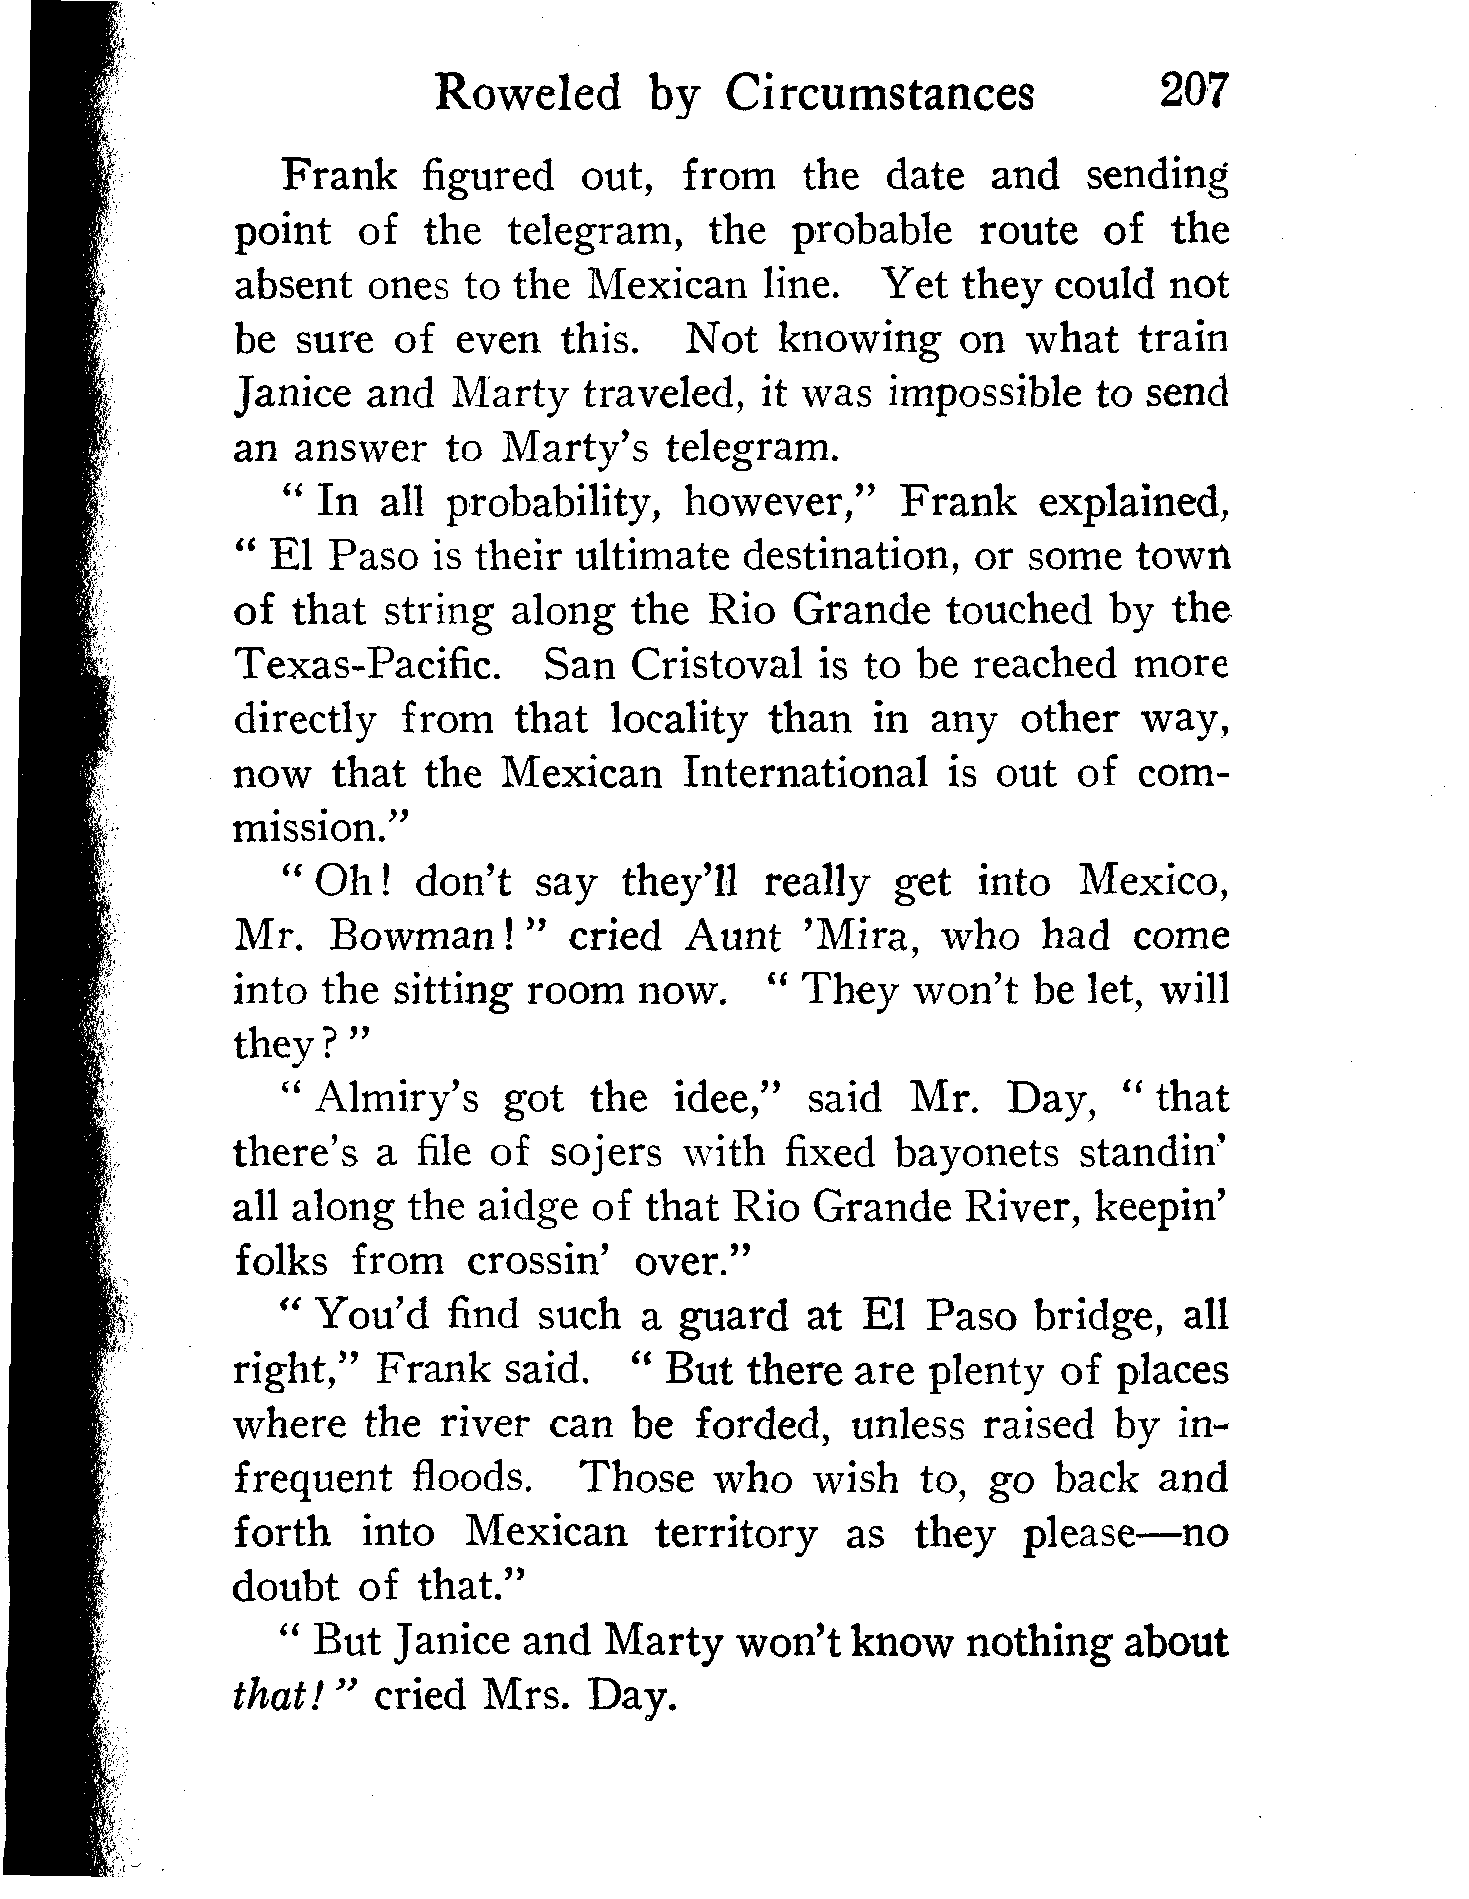 Roweled by Circumstances 207
Frank figured out, from the date and sending
point of the telegram, the probable route of the
absent ones to the Mexican line. Yet they could not
be sure of even this. Not knowing on what train
Janice and Marty traveled, it was impossible to send
an answer to Marty's telegram.
" In all probability, however," Frank explained,
" El Paso is their ultimate destination, or some town
of that string along the Rio Grande touched by the
Texas-Pacific. San Cristoval is to be reached more
directly from that locality than in any other way,
now that the Mexican International is out of com-
mission."
" Oh! don't say they'll really get into Mexico,
Mr. Bowman! " cried Aunt 'Mira, who had come
into the sitting room now. " They won't be let, will
they? "
" Almiry's got the idee," said Mr. Day, " that
there's a file of sojers with fixed bayonets standin'
all along the aidge of that Rio Grande River, keepin'
folks from crossin' over."
" You'd find such a guard at El Paso bridge, all
right," Frank said. " But there are plenty of places
where the river can be forded, unless raised by in-
frequent floods. Those who wish to, go back and
forth into Mexican territory as they please—no
doubt of that."
" But Janice and Marty won't know nothing about
that! " cried Mrs. Day.